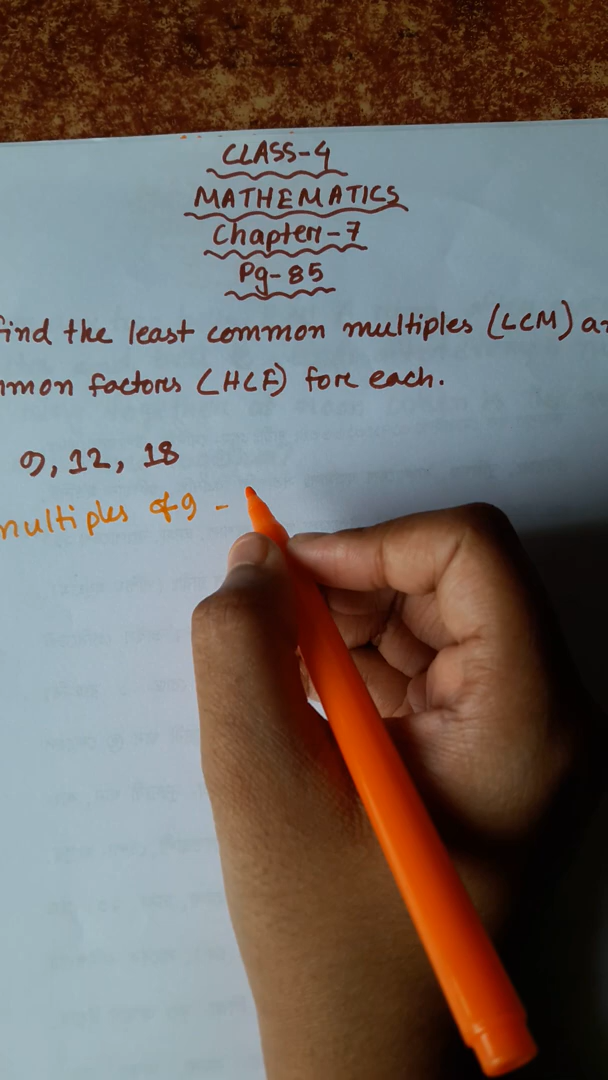 CLASS-4
MATHEMATICS
Chapter-7
Pg-85
find the least common multiples (LCM) an
mmon factors (HCF) for each.
9, 12, 18
multiples of 9 -